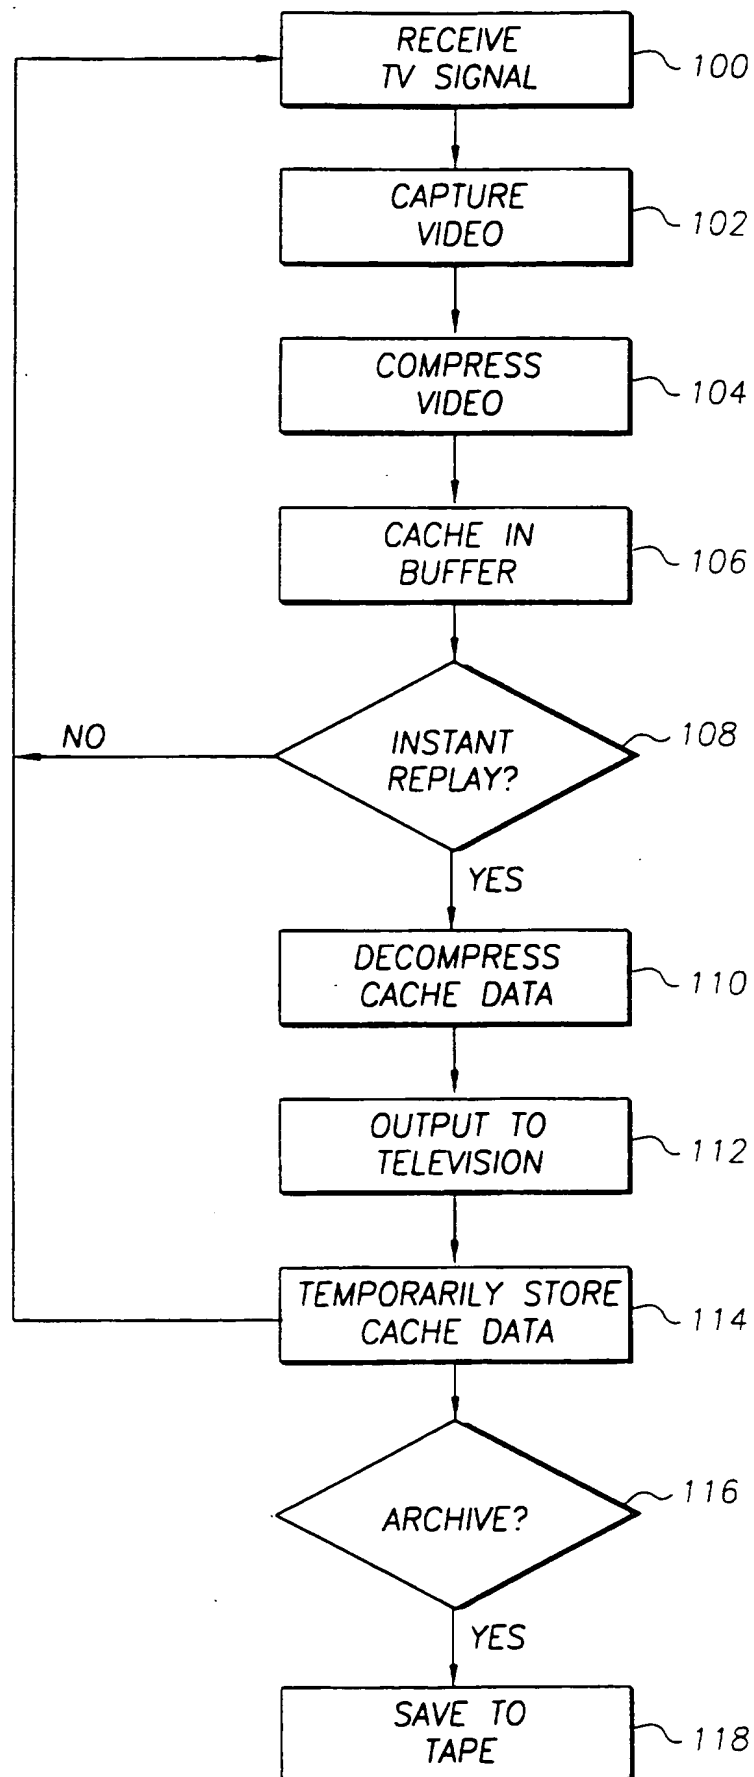 RECEIVE
TV SIGNAL
100
CAPTURE
VIDEO
102
COMPRESS
VIDEO
104
CACHE IN
BUFFER
106
INSTANT
REPLAY?
108
NO
YES
DECOMPRESS
CACHE DATA
110
OUTPUT TO
TELEVISION
112
TEMPORARILY STORE
CACHE DATA
114
ARCHIVE?
116
YES
SAVE TO
TAPE
118